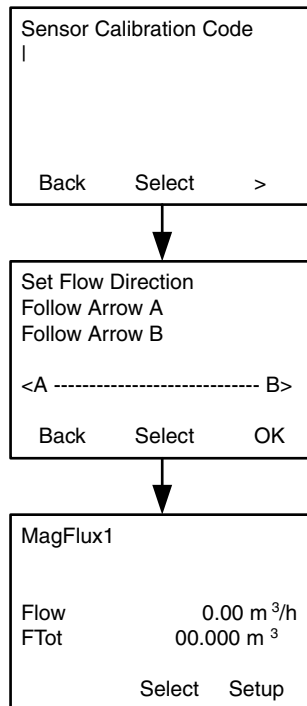 Sensor Calibration Code
|
Back Select >
Set Flow Direction
Follow Arrow A
Follow Arrow B
<A ----------------------------- B>
Back Select OK
MagFlux1
Flow 0.00 m³/h
FTot 00.000 m³
Select Setup